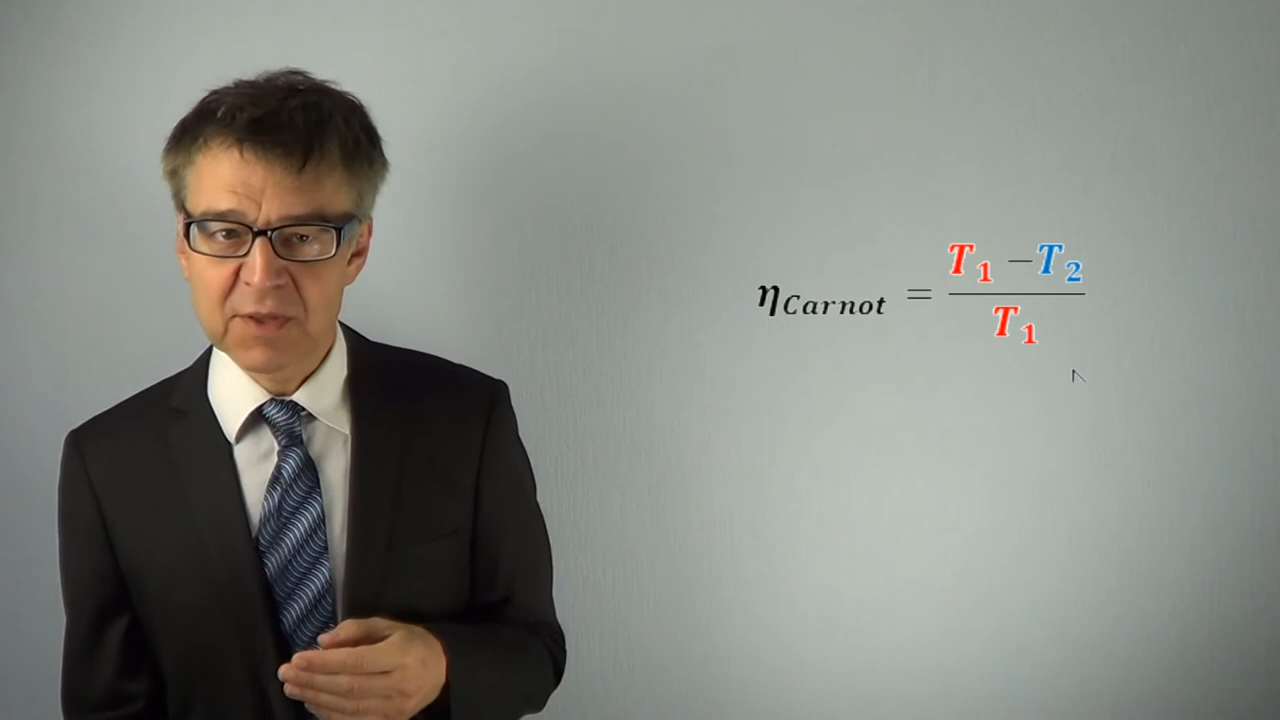 η_Carnot = (T₁ − T₂) / T₁